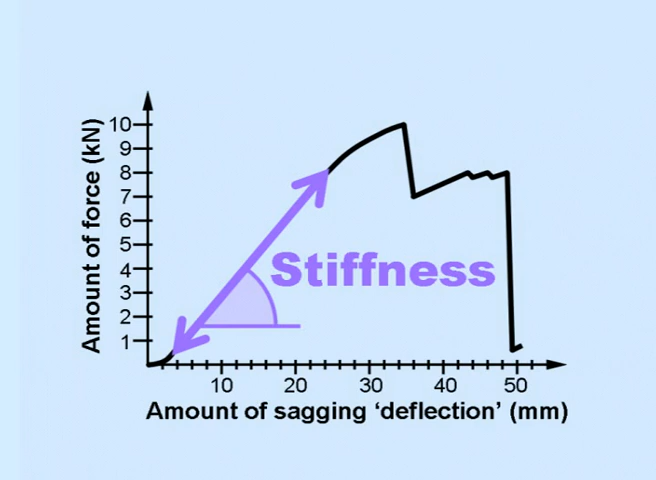 Amount of force (kN)
10
9
8
7
6
5
4
3
2
1
Stiffness
10 20 30 40 50
Amount of sagging ‘deflection’ (mm)